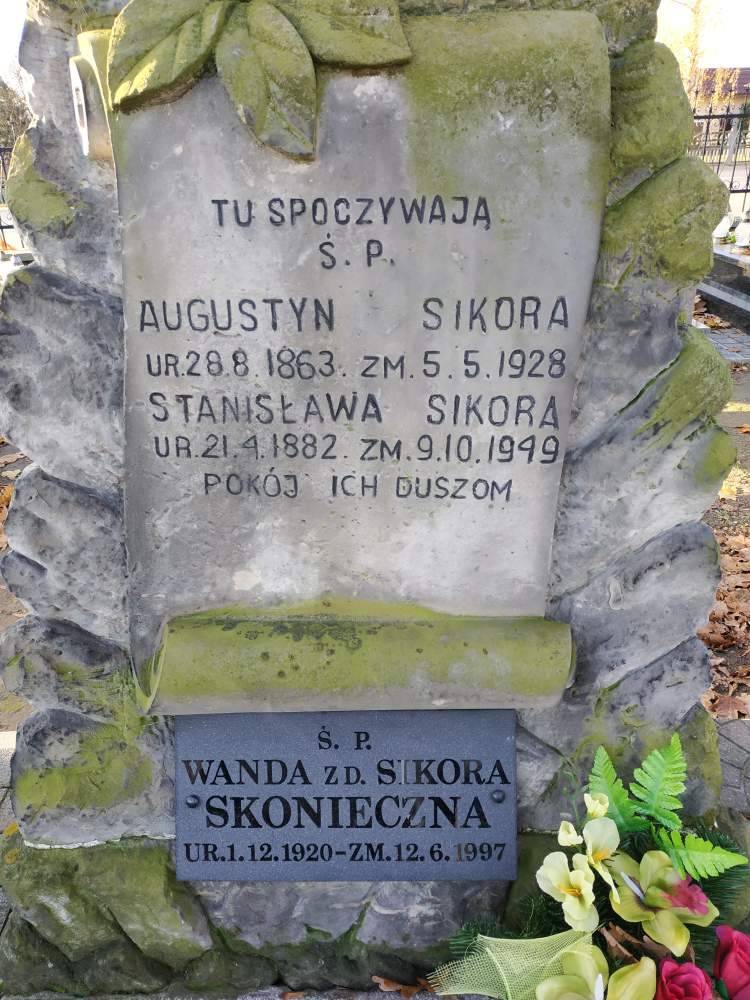 TU SPOCZYWAJĄ
Ś. P.
AUGUSTYN SIKORA
UR.28.8.1863. ZM. 5.5.1928
STANISŁAWA SIKORA
UR.21.4.1882. ZM.9.10.1949
POKÓJ ICH DUSZOM
Ś. P.
WANDA Z D. SIKORA
SKONIECZNA
UR.1.12.1920-ZM.12.6.1997